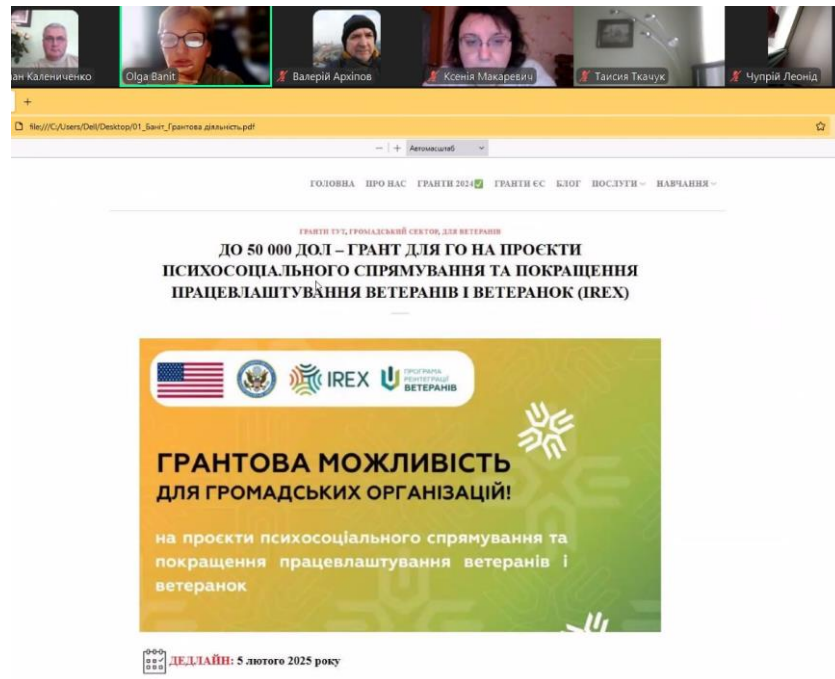 ан Калениченко
Olga Banit
Валерій Архіпов
Ксенія Макаревич
Таисия Ткачук
Чупрій Леонід
+
file:///C:/Users/Dell/Desktop/01_Баніт_Грантова діяльність.pdf
− | + Автомасштаб
ГОЛОВНА ПРО НАС ГРАНТИ 2024✅ ГРАНТИ ЄС БЛОГ ПОСЛУГИ НАВЧАННЯ
ГРАНТИ ТУТ, ГРОМАДСЬКИЙ СЕКТОР, ДЛЯ ВЕТЕРАНІВ
ДО 50 000 ДОЛ – ГРАНТ ДЛЯ ГО НА ПРОЄКТИ
ПСИХОСОЦІАЛЬНОГО СПРЯМУВАННЯ ТА ПОКРАЩЕННЯ
ПРАЦЕВЛАШТУВАННЯ ВЕТЕРАНІВ І ВЕТЕРАНОК (IREX)
IREX
ПРОГРАМА
РЕІНТЕГРАЦІЇ
ВЕТЕРАНІВ
ГРАНТОВА МОЖЛИВІСТЬ
ДЛЯ ГРОМАДСЬКИХ ОРГАНІЗАЦІЙ!
на проєкти психосоціального спрямування та
покращення працевлаштування ветеранів і
ветеранок
ДЕДЛАЙН: 5 лютого 2025 року